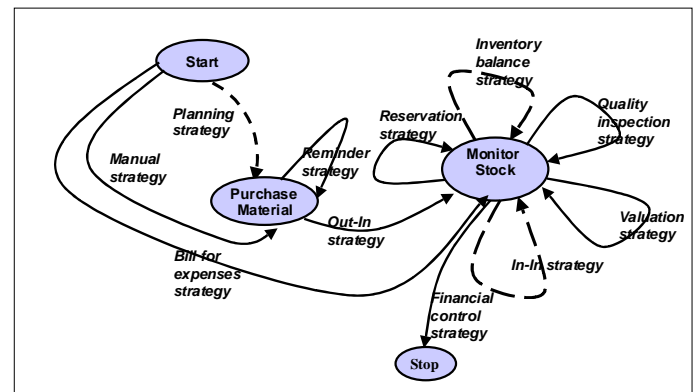 Start
Inventory
balance
strategy
Planning
strategy
Reservation
strategy
Quality
inspection
strategy
Manual
strategy
Reminder
strategy
Monitor
Stock
Purchase
Material
Out-In
strategy
Valuation
strategy
Bill for
expenses
strategy
In-In strategy
Financial
control
strategy
Stop